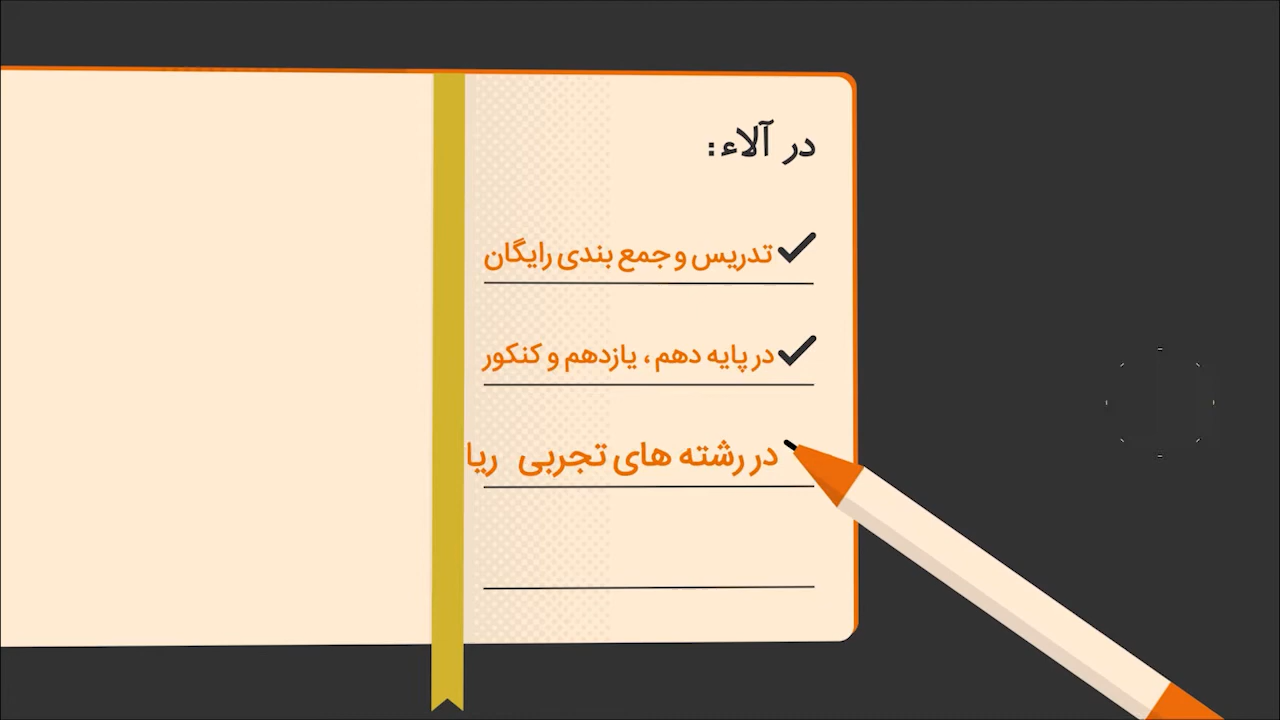 در آلاء:
تدریس و جمع بندی رایگان
در پایه دهم، یازدهم و کنکور
در رشته های تجربی ریا